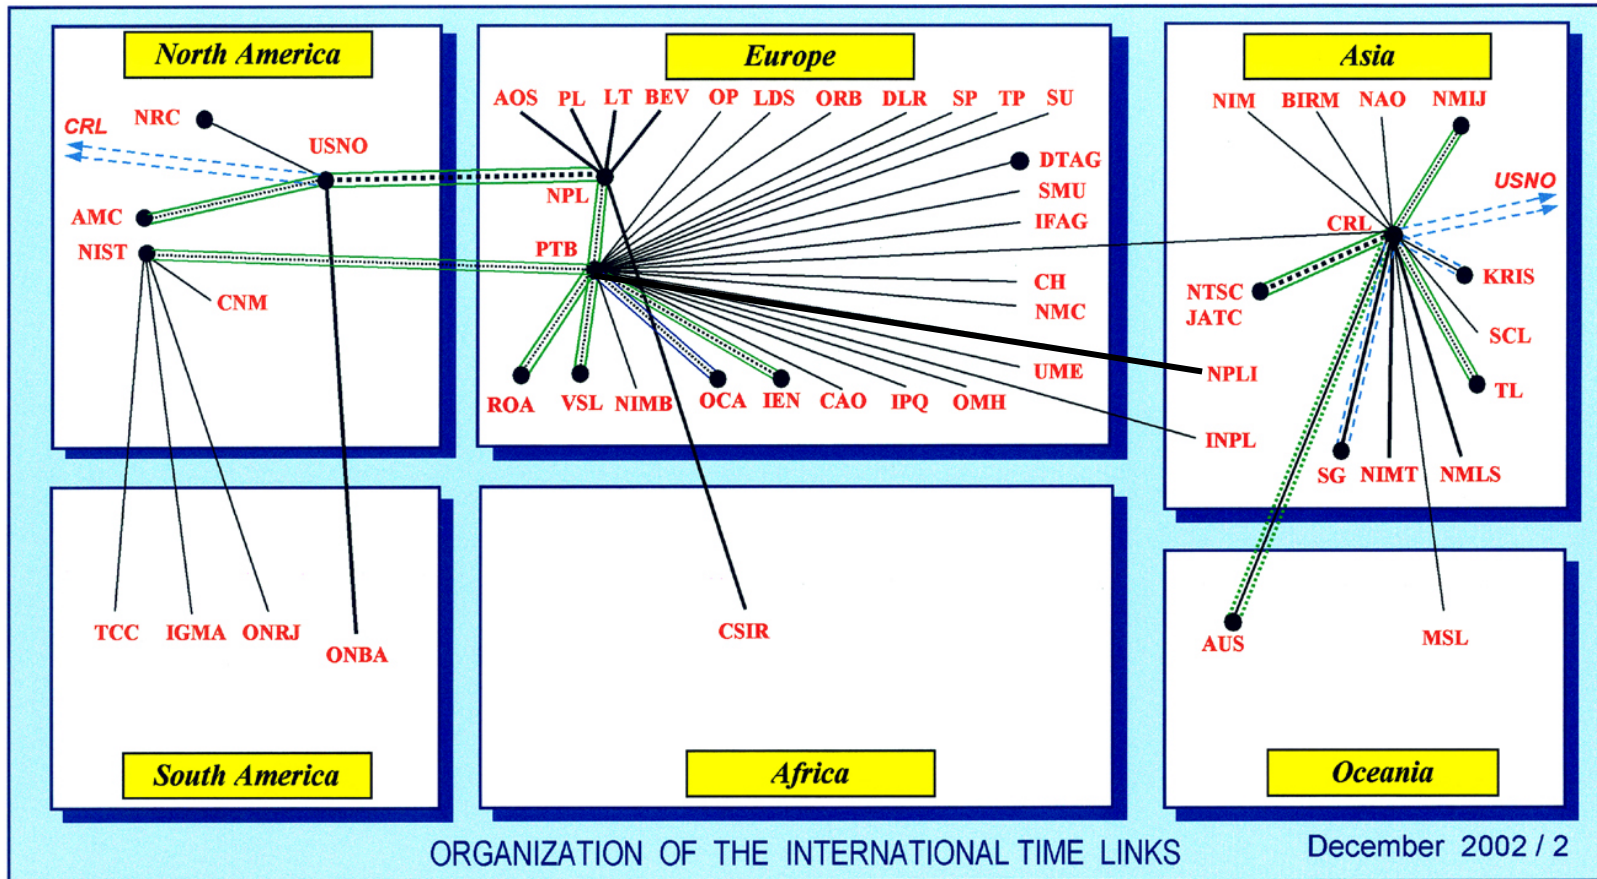 North America
Europe
Asia
AOS PL LT BEV OP LDS ORB DLR SP TP SU
NIM BIRM NAO NMIJ
NRC
CRL
USNO
DTAG
NPL
SMU
USNO
AMC
IFAG
CRL
NIST
PTB
CNM
CH
KRIS
NTSC
JATC
NMC
SCL
UME
NPLI
TL
ROA VSL NIMB OCA IEN CAO IPQ OMH
INPL
SG NIMT NMLS
TCC IGMA ONRJ
ONBA
CSIR
AUS
MSL
South America
Africa
Oceania
ORGANIZATION OF THE INTERNATIONAL TIME LINKS
December 2002 / 2